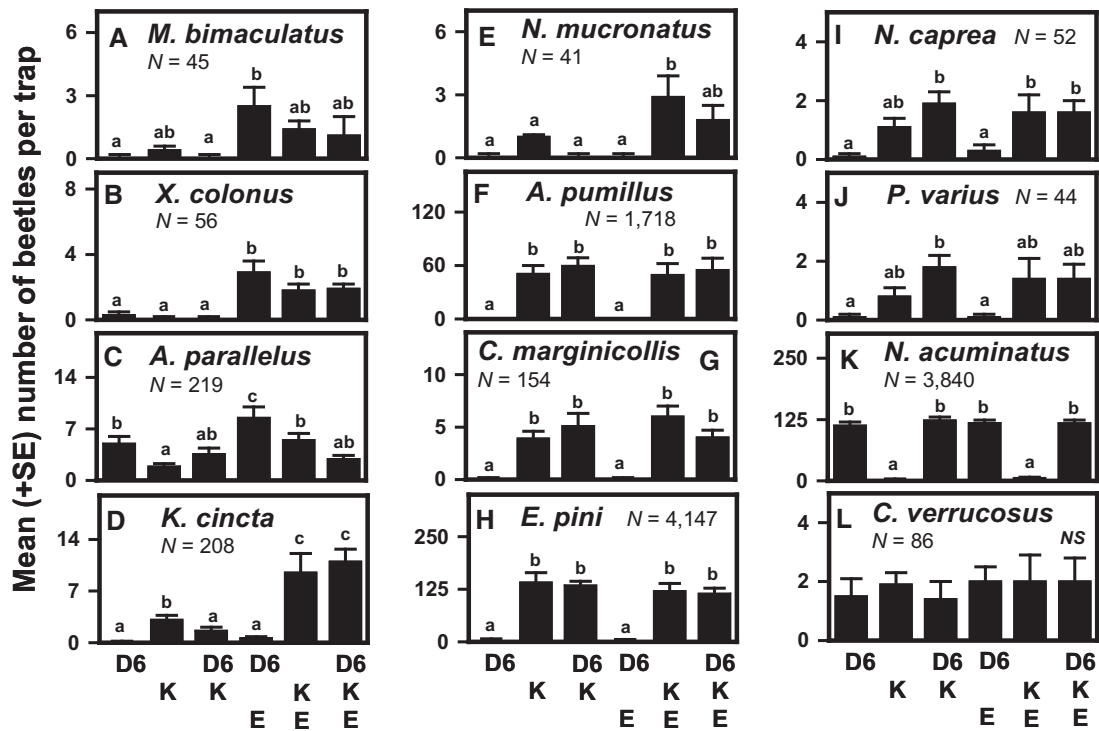 Mean (+SE) number of beetles per trap
A M. bimaculatus
N = 45
6
3
0
a ab a b ab ab
B X. colonus
N = 56
8
4
0
a a a b b b
C A. parallelus
N = 219
14
7
0
b a ab c b ab
D K. cincta
N = 208
14
7
0
a b a a c c
D6 D6 D6 D6
K K K K
E E E
E N. mucronatus
N = 41
6
3
0
a a a a b ab
F A. pumillus
N = 1,718
120
60
0
a b b a b b
C. marginicollis G
N = 154
10
5
0
a b b a b b
H E. pini N = 4,147
250
125
0
a b b a b b
D6 D6 D6 D6
K K K K
E E E
I N. caprea N = 52
4
2
0
a ab b a b b
J P. varius N = 44
4
2
0
a ab b a ab ab
K N. acuminatus
N = 3,840
250
125
0
b a b b a b
L C. verrucosus
N = 86 NS
4
2
0
D6 D6 D6 D6
K K K K
E E E